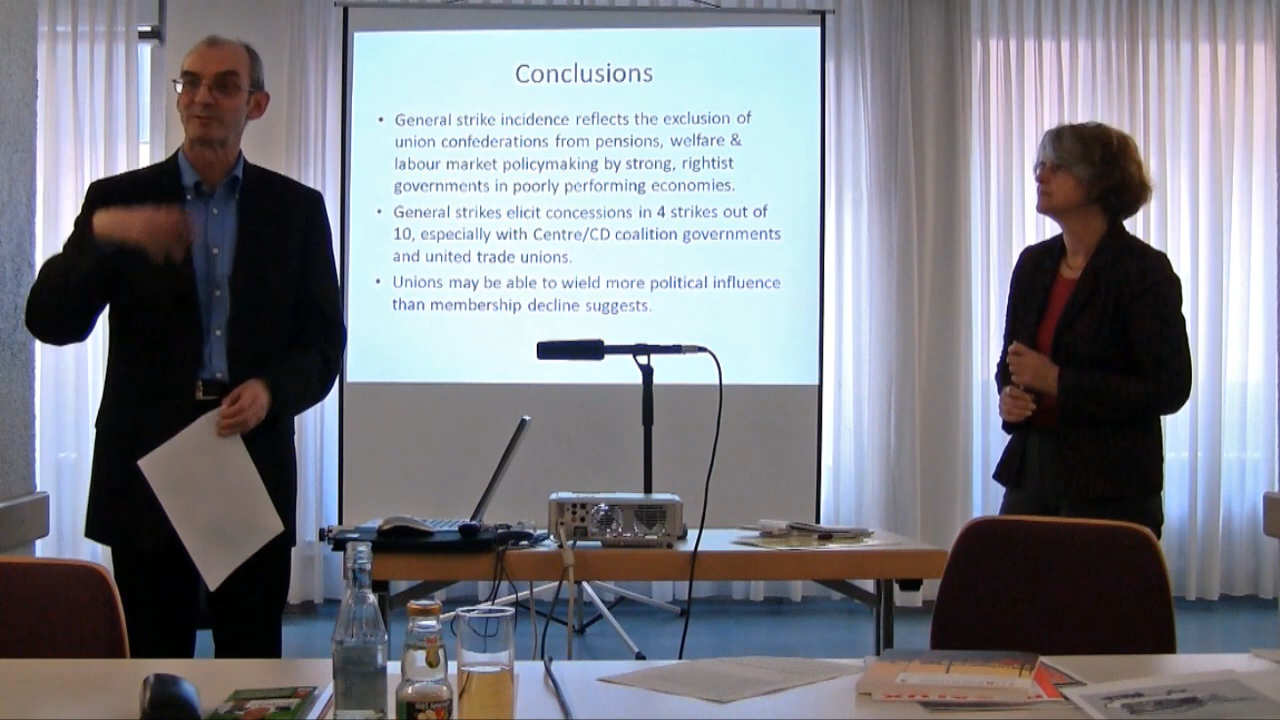 Conclusions
• General strike incidence reflects the exclusion of
union confederations from pensions, welfare &
labour market policymaking by strong, rightist
governments in poorly performing economies.
• General strikes elicit concessions in 4 strikes out of
10, especially with Centre/CD coalition governments
and united trade unions.
• Unions may be able to wield more political influence
than membership decline suggests.